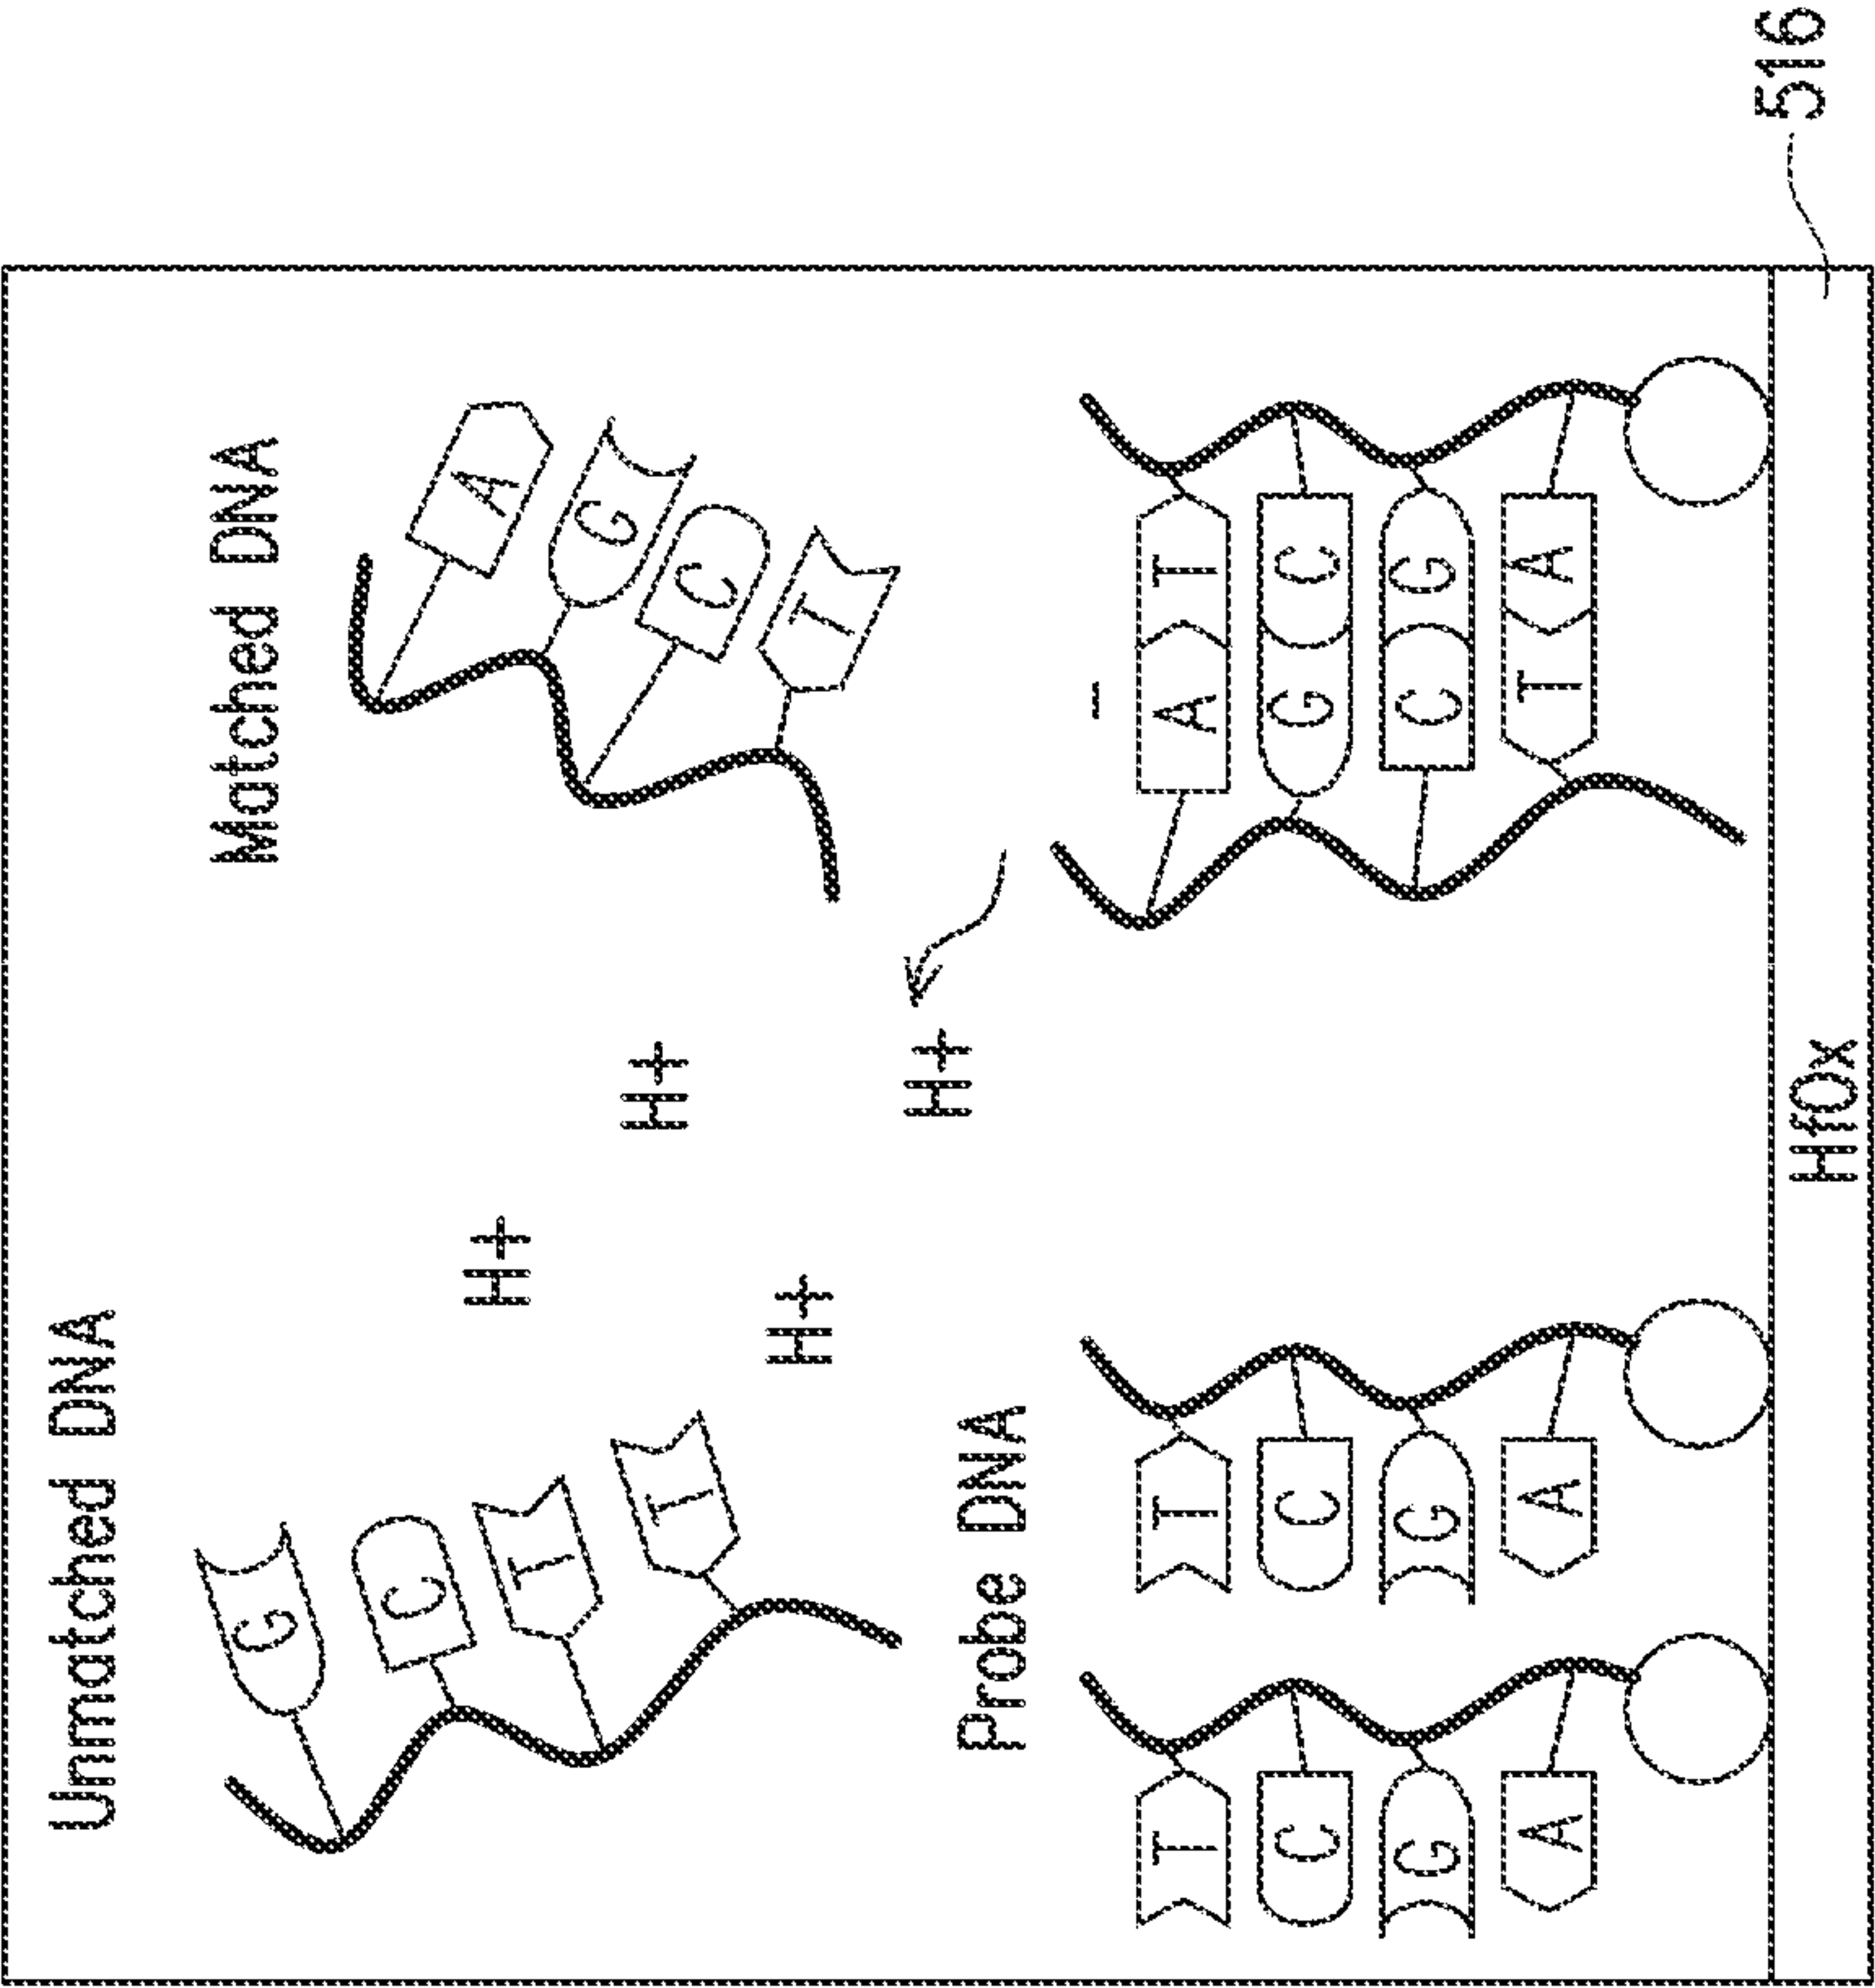 Unmatched DNA
Matched DNA
G
C
T
T
A
G
C
T
H+
H+
H+
H+
Probe DNA
−
T T A T
C C G C
G G C G
A A T A
HfOx
516